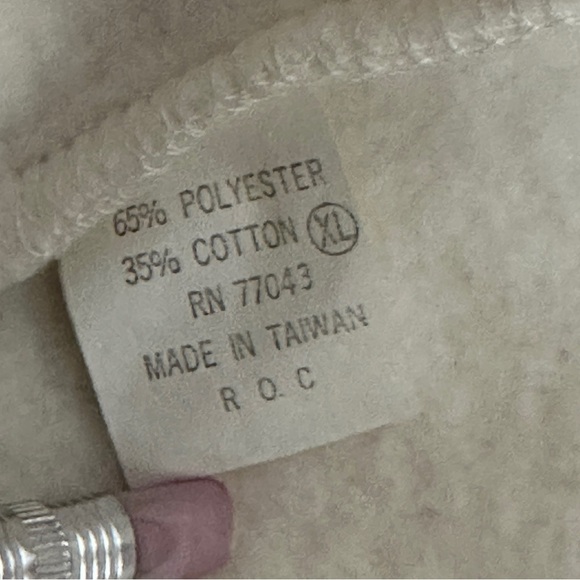 65% POLYESTER
35% COTTON XL
RN 77043
MADE IN TAIWAN
R O. C